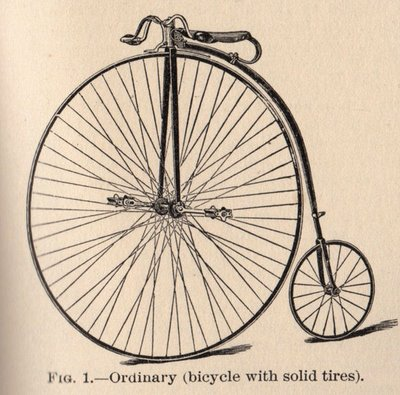 Fig. 1.—Ordinary (bicycle with solid tires).